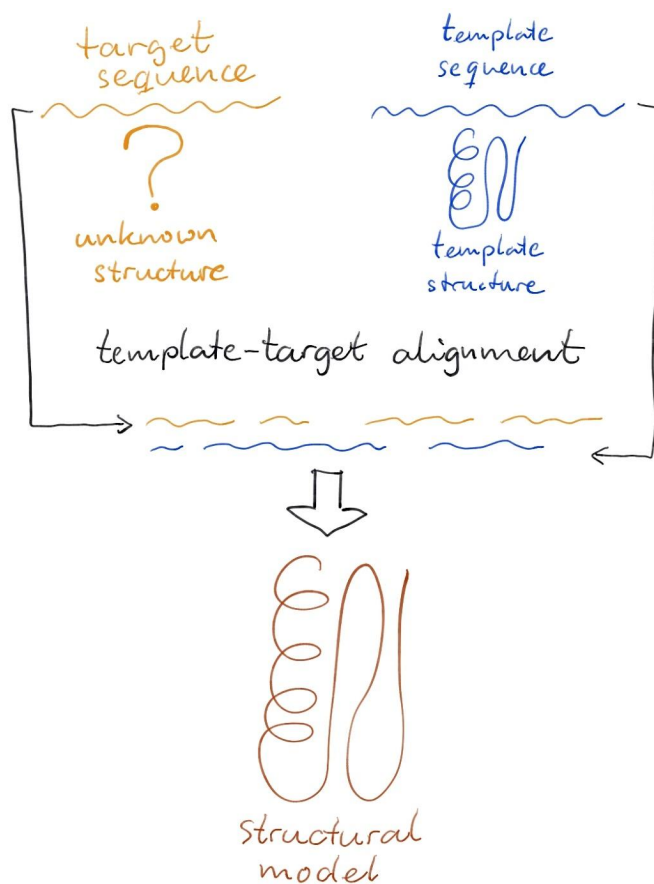 target
sequence
template
sequence
?
unknown
structure
template
structure
template-target alignment
structural
model